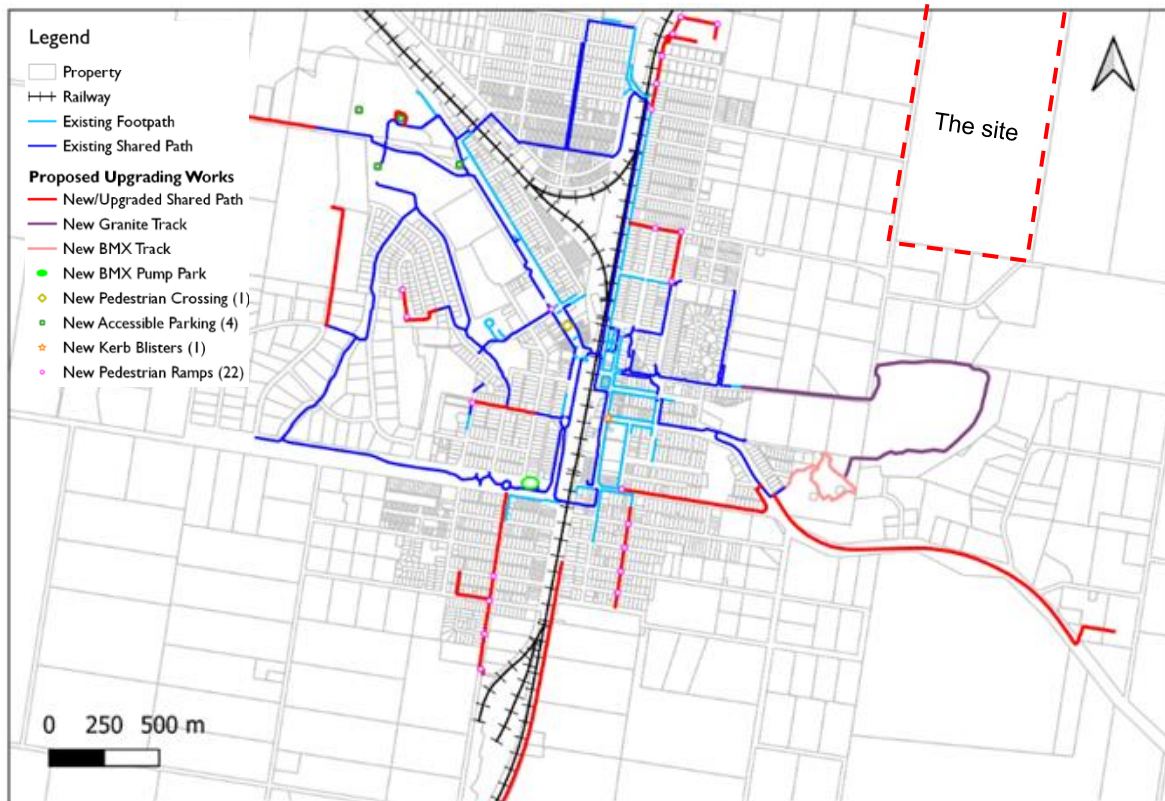 Legend
Property
Railway
Existing Footpath
Existing Shared Path
Proposed Upgrading Works
New/Upgraded Shared Path
New Granite Track
New BMX Track
New BMX Pump Park
New Pedestrian Crossing (1)
New Accessible Parking (4)
New Kerb Blisters (1)
New Pedestrian Ramps (22)
The site
0 250 500 m